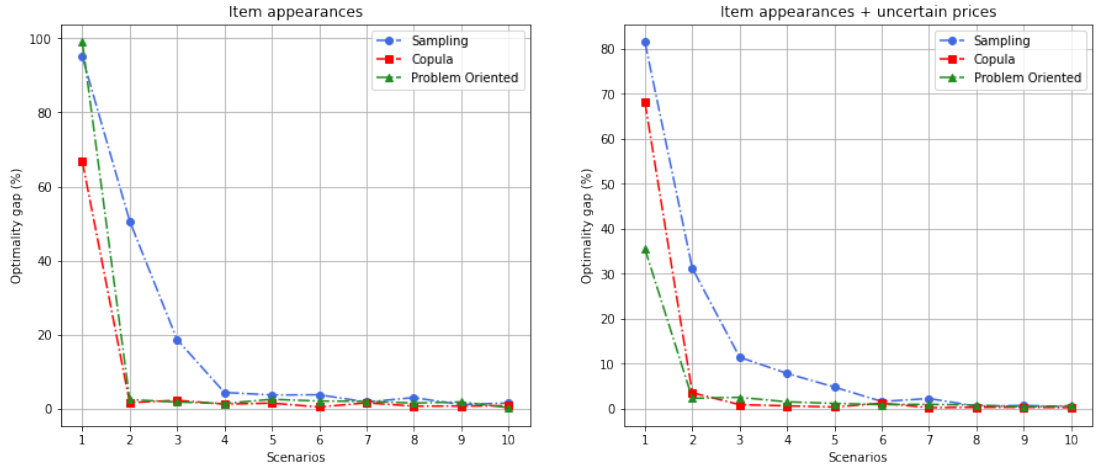 Item appearances
Optimality gap (%)
100
80
60
40
20
0
Sampling
Copula
Problem Oriented
1 2 3 4 5 6 7 8 9 10
Scenarios
Item appearances + uncertain prices
Optimality gap (%)
80
70
60
50
40
30
20
10
0
Sampling
Copula
Problem Oriented
1 2 3 4 5 6 7 8 9 10
Scenarios